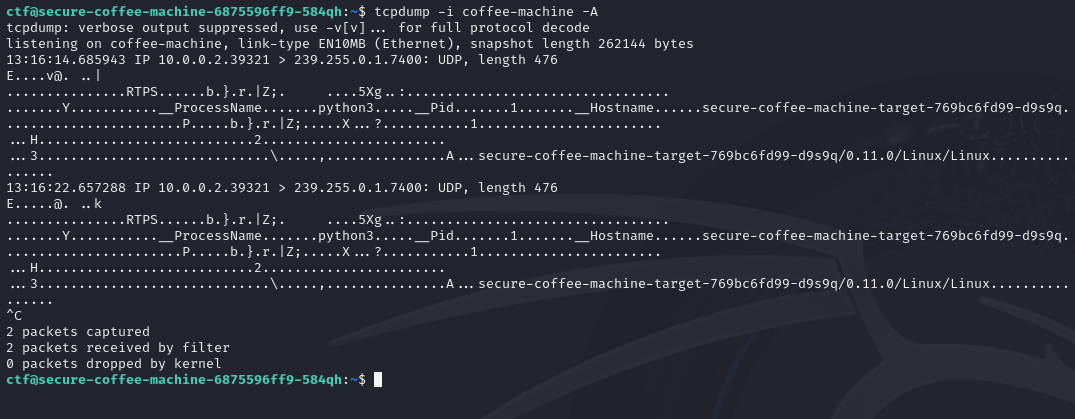 ctf@secure-coffee-machine-6875596ff9-584qh:~$ tcpdump -i coffee-machine -A
tcpdump: verbose output suppressed, use -v[v]... for full protocol decode
listening on coffee-machine, link-type EN10MB (Ethernet), snapshot length 262144 bytes
13:16:14.685943 IP 10.0.0.2.39321 > 239.255.0.1.7400: UDP, length 476
E....v@. ..|
...............RTPS......b.}.r.|Z;.     ....5Xg..:.................................
.......Y...........__ProcessName.......python3.....__Pid.......1.......__Hostname......secure-coffee-machine-target-769bc6fd99-d9s9q.
......................P.....b.}.r.|Z;.....X...?...........1.......................
...H...........................2.......................
...3.............................\.....,...............A...secure-coffee-machine-target-769bc6fd99-d9s9q/0.11.0/Linux/Linux..........
......
13:16:22.657288 IP 10.0.0.2.39321 > 239.255.0.1.7400: UDP, length 476
E.....@. ..k
...............RTPS......b.}.r.|Z;.     ....5Xg..:.................................
.......Y...........__ProcessName.......python3.....__Pid.......1.......__Hostname......secure-coffee-machine-target-769bc6fd99-d9s9q.
......................P.....b.}.r.|Z;.....X...?...........1.......................
...H...........................2.......................
...3.............................\.....,...............A...secure-coffee-machine-target-769bc6fd99-d9s9q/0.11.0/Linux/Linux..........
......
^C
2 packets captured
2 packets received by filter
0 packets dropped by kernel
ctf@secure-coffee-machine-6875596ff9-584qh:~$